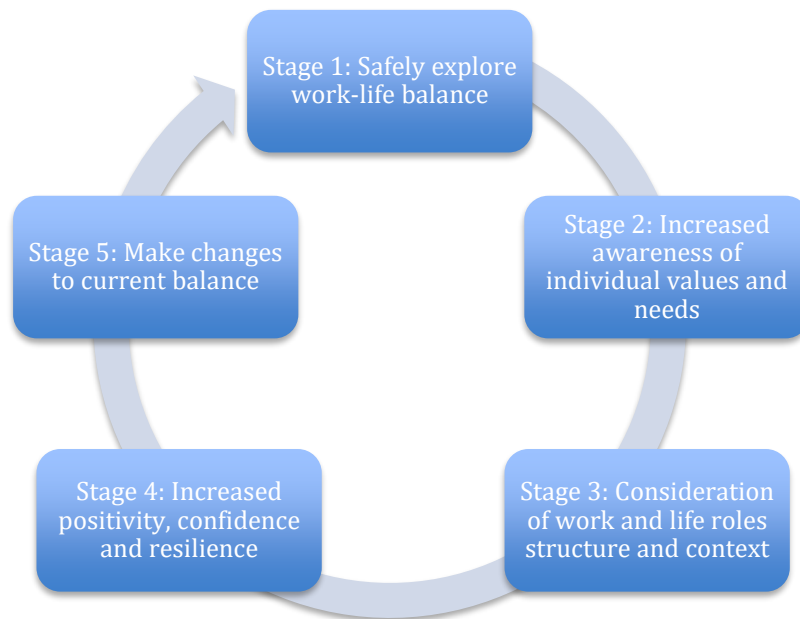 Stage 1: Safely explore
work-life balance
Stage 2: Increased
awareness of
individual values and
needs
Stage 3: Consideration
of work and life roles
structure and context
Stage 4: Increased
positivity, confidence
and resilience
Stage 5: Make changes
to current balance